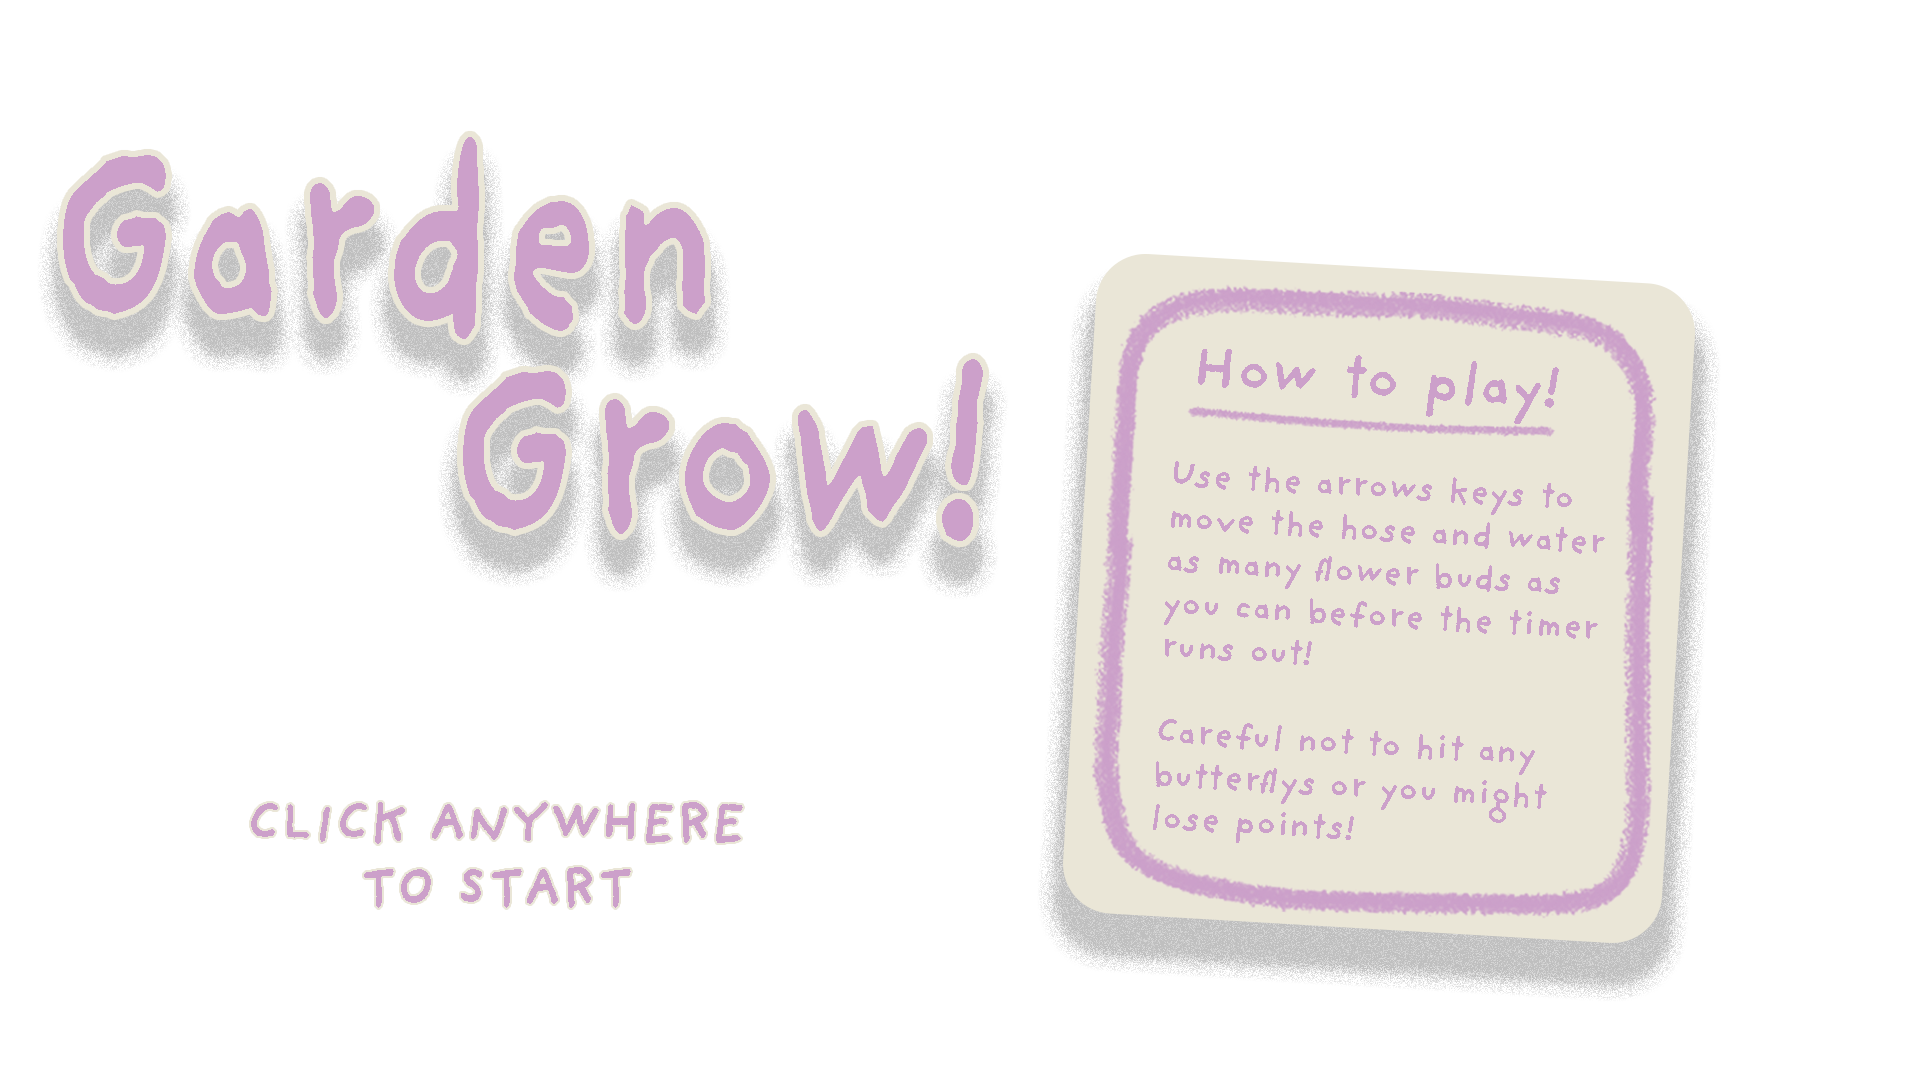 Garden
Grow!
CLICK ANYWHERE
TO START
How to play!
Use the arrows keys to
move the hose and water
as many flower buds as
you can before the timer
runs out!
Careful not to hit any
butterflys or you might
lose points!